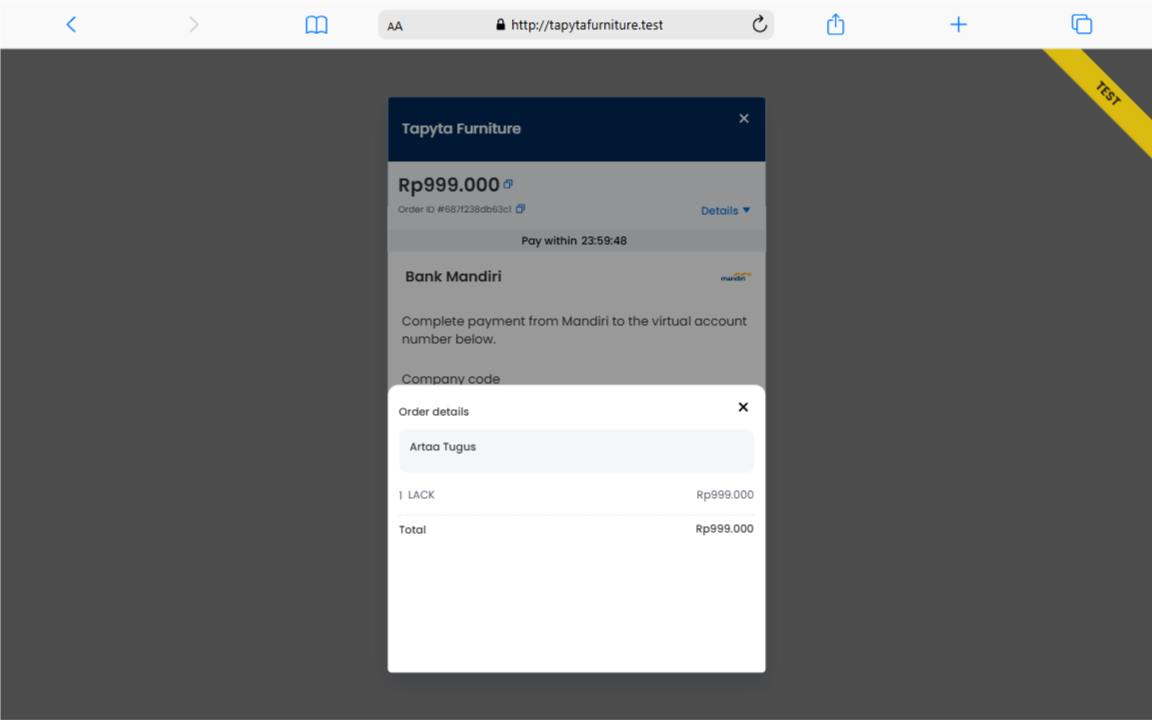 AA
http://tapytafurniture.test
TEST
Tapyta Furniture
Rp999.000
Order ID #687f238db63c1
Details
Pay within 23:59:48
Bank Mandiri
mandiri
Complete payment from Mandiri to the virtual account
number below.
Company code
Order details
Artaa Tugus
1 LACK Rp999.000
Total Rp999.000